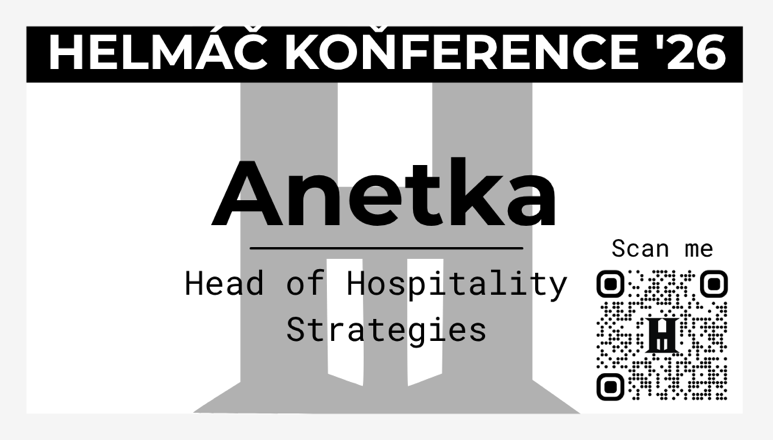 HELMÁČ KOŇFERENCE '26
Anetka
Head of Hospitality
Strategies
Scan me
H